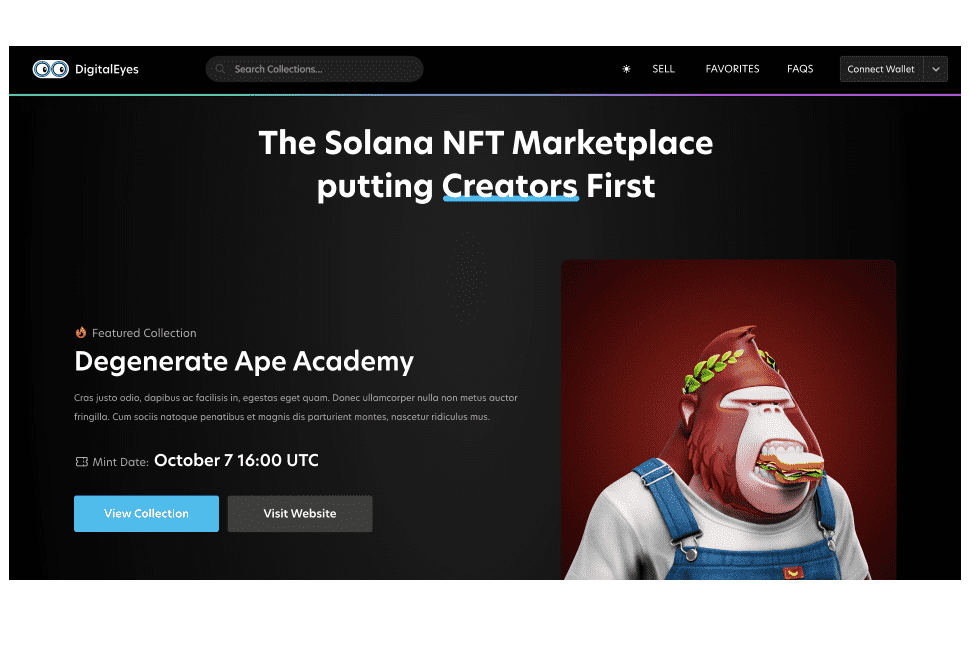 DigitalEyes
Search Collections...
SELL
FAVORITES
FAQS
Connect Wallet
The Solana NFT Marketplace
putting Creators First
Featured Collection
Degenerate Ape Academy
Cras justo odio, dapibus ac facilisis in, egestas eget quam. Donec ullamcorper nulla non metus auctor
fringilla. Cum sociis natoque penatibus et magnis dis parturient montes, nascetur ridiculus mus.
Mint Date: October 7 16:00 UTC
View Collection
Visit Website